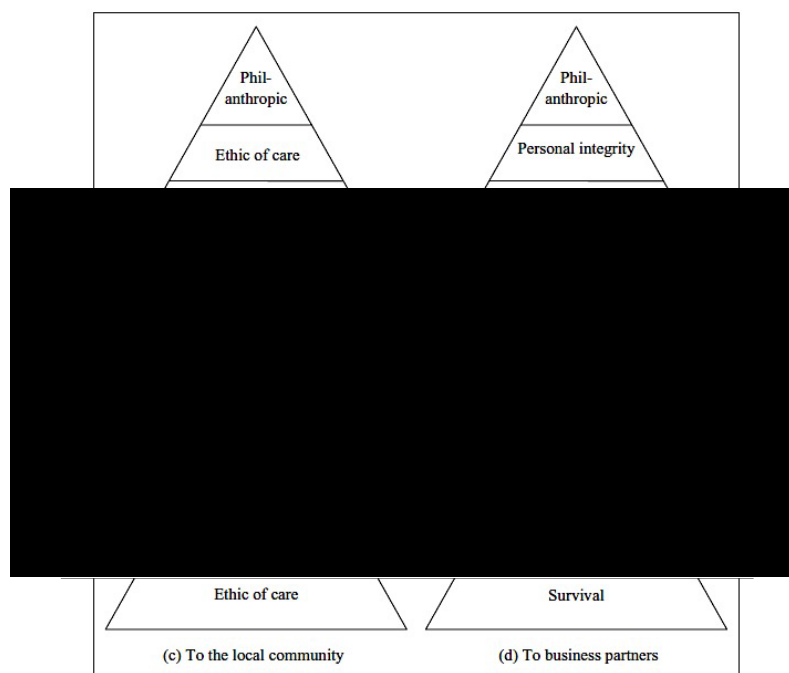 Phil-
anthropic
Phil-
anthropic
Ethic of care
Personal integrity
Ethic of care
Survival
(c) To the local community
(d) To business partners